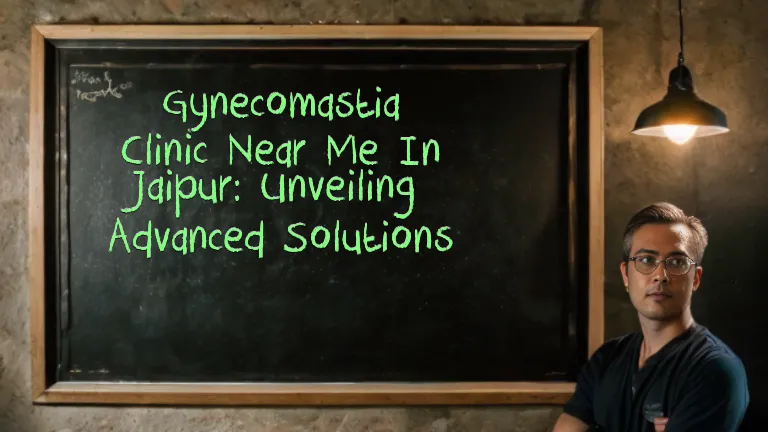 Gynecomastia
Clinic Near Me In
Jaipur: Unveiling
Advanced Solutions